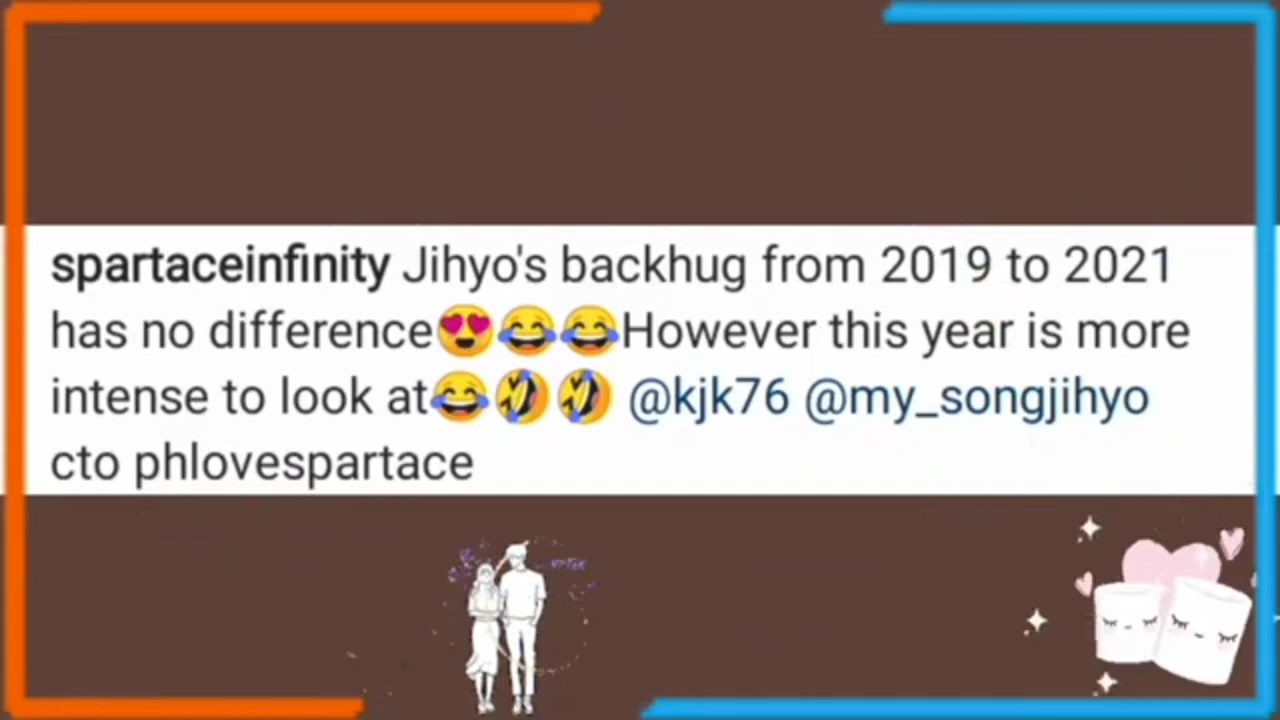 spartaceinfinity Jihyo's backhug from 2019 to 2021
has no difference😍😂😂However this year is more
intense to look at😂🤣🤣 @kjk76 @my_songjihyo
cto phlovespartace